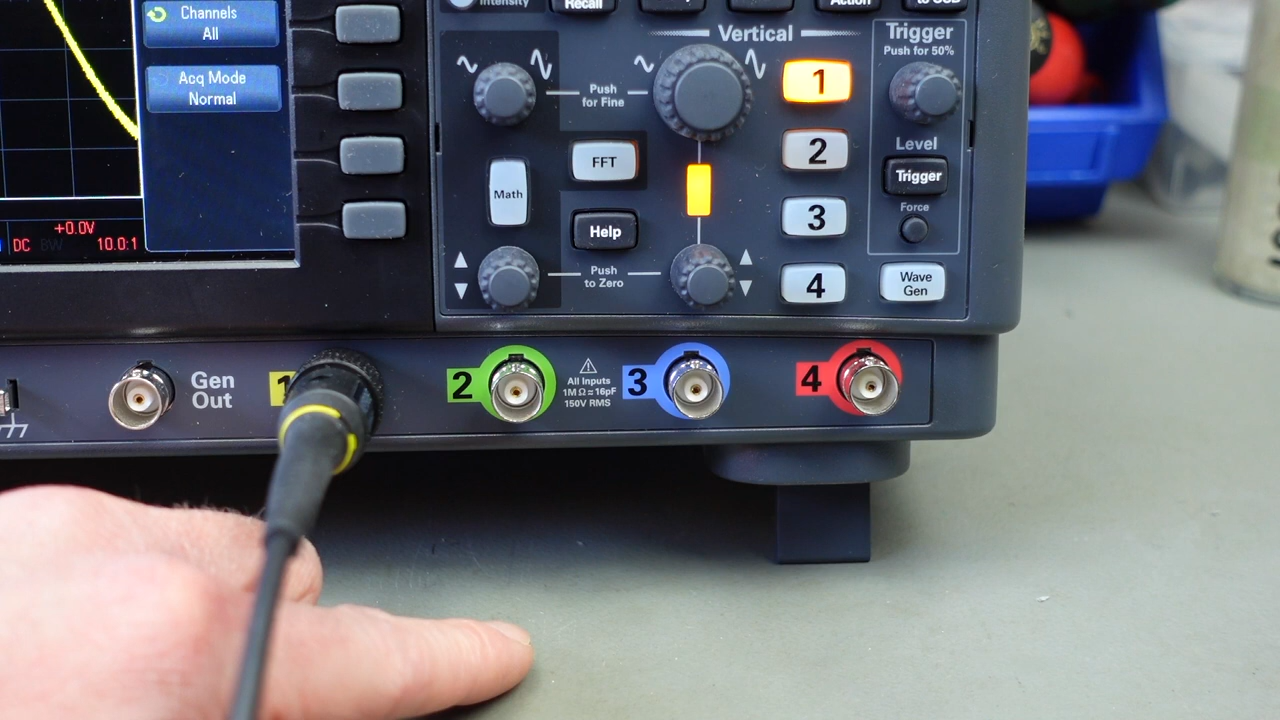 Channels
All
Acq Mode
Normal
+0.0V
DC BW 10.0:1
Intensity
Recall
Action
Vertical
Push
for Fine
FFT
Math
Help
Push
to Zero
1
2
3
4
Trigger
Push for 50%
Level
Trigger
Force
Wave
Gen
Gen
Out
1
2
All Inputs
1M Ω ≅ 16pF
150V RMS
3
4